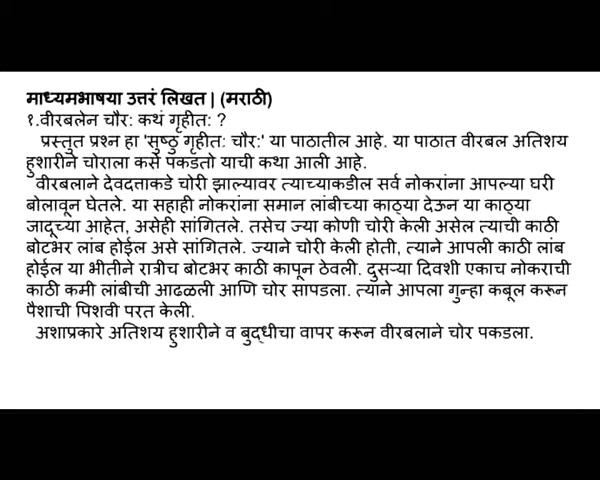 माध्यमभाषया उत्तरं लिखत | (मराठी)
१.वीरबलेन चौर: कथं गृहीत: ?
प्रस्तुत प्रश्न हा 'सुष्ठु गृहीत: चौर:' या पाठातील आहे. या पाठात वीरबल अतिशय
हुशारीने चोराला कसे पकडतो याची कथा आली आहे.
वीरबलाने देवदत्ताकडे चोरी झाल्यावर त्याच्याकडील सर्व नोकरांना आपल्या घरी
बोलावून घेतले. या सहाही नोकरांना समान लांबीच्या काठ्या देऊन या काठ्या
जादूच्या आहेत, असेही सांगितले. तसेच ज्या कोणी चोरी केली असेल त्याची काठी
बोटभर लांब होईल असे सांगितले. ज्याने चोरी केली होती, त्याने आपली काठी लांब
होईल या भीतीने रात्रीच बोटभर काठी कापून ठेवली. दुसऱ्या दिवशी एकाच नोकराची
काठी कमी लांबीची आढळली आणि चोर सापडला. त्याने आपला गुन्हा कबूल करून
पैशाची पिशवी परत केली.
अशाप्रकारे अतिशय हुशारीने व बुद्धीचा वापर करून वीरबलाने चोर पकडला.